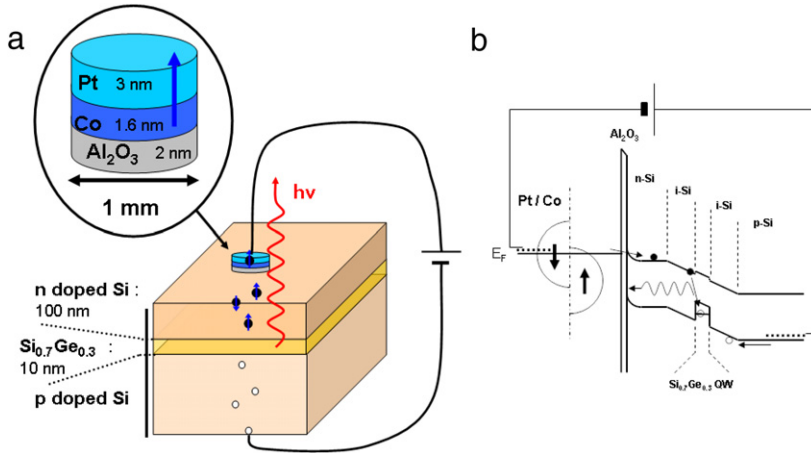 a
Pt 3 nm
Co 1.6 nm
Al₂O₃ 2 nm
1 mm
hν
n doped Si :
100 nm
Si₀.₇Ge₀.₃ :
10 nm
p doped Si
b
Al₂O₃
n-Si
i-Si
i-Si
p-Si
Pt / Co
E_F
Si₀.₇Ge₀.₃ QW